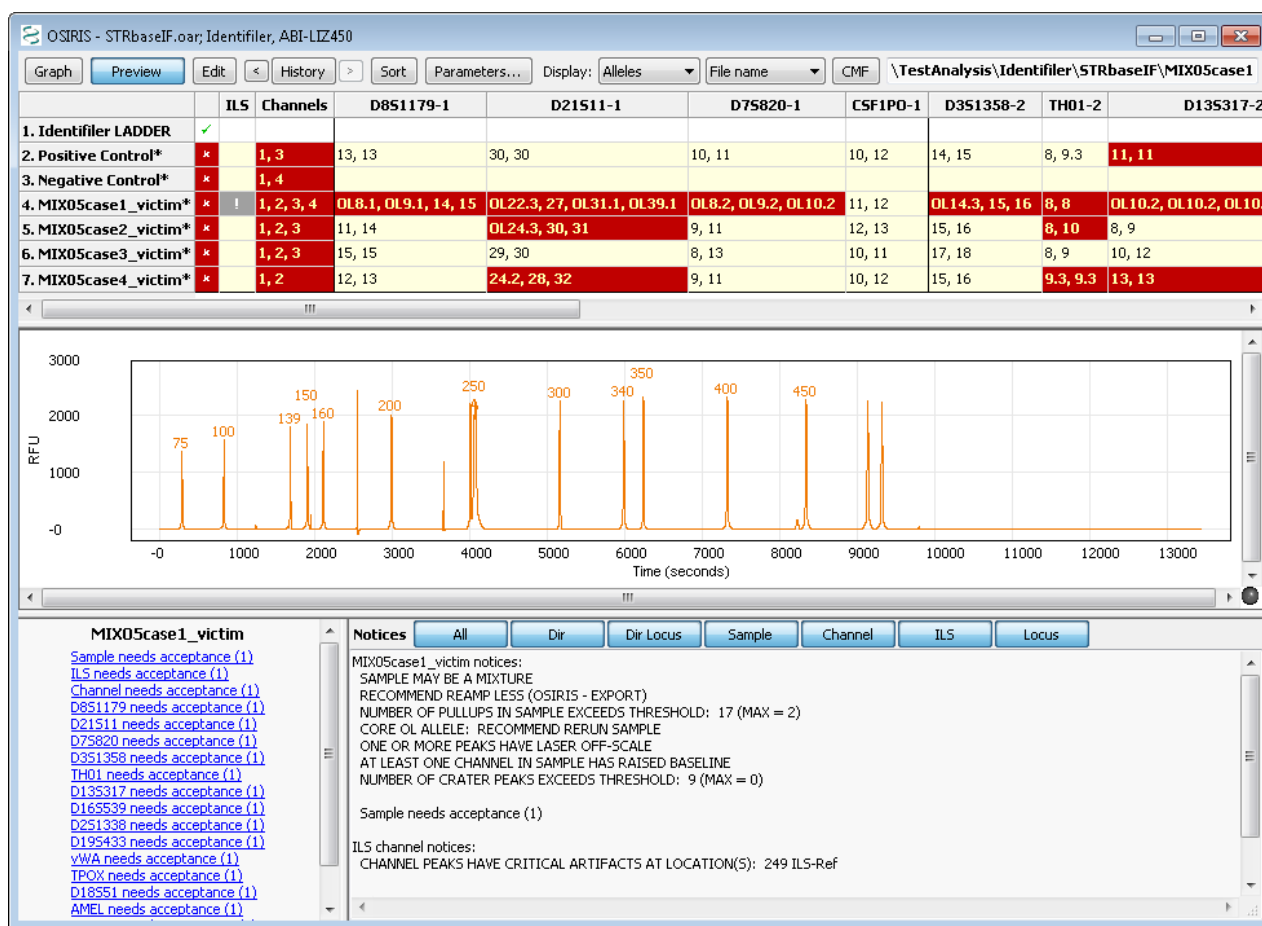 OSIRIS - STRbaseIF.oar; Identifiler, ABI-LIZ450
Graph Preview Edit < History > Sort Parameters... Display: Alleles File name CMF \TestAnalysis\Identifiler\STRbaseIF\MIX05case1
ILS Channels D8S1179-1 D21S11-1 D7S820-1 CSF1PO-1 D3S1358-2 TH01-2 D13S317-2
1. Identifiler LADDER
2. Positive Control* 1, 3 13, 13 30, 30 10, 11 10, 12 14, 15 8, 9.3 11, 11
3. Negative Control* 1, 4
4. MIX05case1_victim* ! 1, 2, 3, 4 OL8.1, OL9.1, 14, 15 OL22.3, 27, OL31.1, OL39.1 OL8.2, OL9.2, OL10.2 11, 12 OL14.3, 15, 16 8, 8 OL10.2, OL10.2, OL10.
5. MIX05case2_victim* 1, 2, 3 11, 14 OL24.3, 30, 31 9, 11 12, 13 15, 16 8, 10 8, 9
6. MIX05case3_victim* 1, 2, 3 15, 15 29, 30 8, 13 10, 11 17, 18 8, 9 10, 12
7. MIX05case4_victim* 1, 2 12, 13 24.2, 28, 32 9, 11 10, 12 15, 16 9.3, 9.3 13, 13
3000
2000
1000
-0
RFU
75 100 139 150 160 200 250 300 340 350 400 450
-0 1000 2000 3000 4000 5000 6000 7000 8000 9000 10000 11000 12000 13000
Time (seconds)
MIX05case1_victim
Sample needs acceptance (1)
ILS needs acceptance (1)
Channel needs acceptance (1)
D8S1179 needs acceptance (1)
D21S11 needs acceptance (1)
D7S820 needs acceptance (1)
D3S1358 needs acceptance (1)
TH01 needs acceptance (1)
D13S317 needs acceptance (1)
D16S539 needs acceptance (1)
D2S1338 needs acceptance (1)
D19S433 needs acceptance (1)
vWA needs acceptance (1)
TPOX needs acceptance (1)
D18S51 needs acceptance (1)
AMEL needs acceptance (1)
Notices All Dir Dir Locus Sample Channel ILS Locus
MIX05case1_victim notices:
SAMPLE MAY BE A MIXTURE
RECOMMEND REAMP LESS (OSIRIS - EXPORT)
NUMBER OF PULLUPS IN SAMPLE EXCEEDS THRESHOLD: 17 (MAX = 2)
CORE OL ALLELE: RECOMMEND RERUN SAMPLE
ONE OR MORE PEAKS HAVE LASER OFF-SCALE
AT LEAST ONE CHANNEL IN SAMPLE HAS RAISED BASELINE
NUMBER OF CRATER PEAKS EXCEEDS THRESHOLD: 9 (MAX = 0)
Sample needs acceptance (1)
ILS channel notices:
CHANNEL PEAKS HAVE CRITICAL ARTIFACTS AT LOCATION(S): 249 ILS-Ref